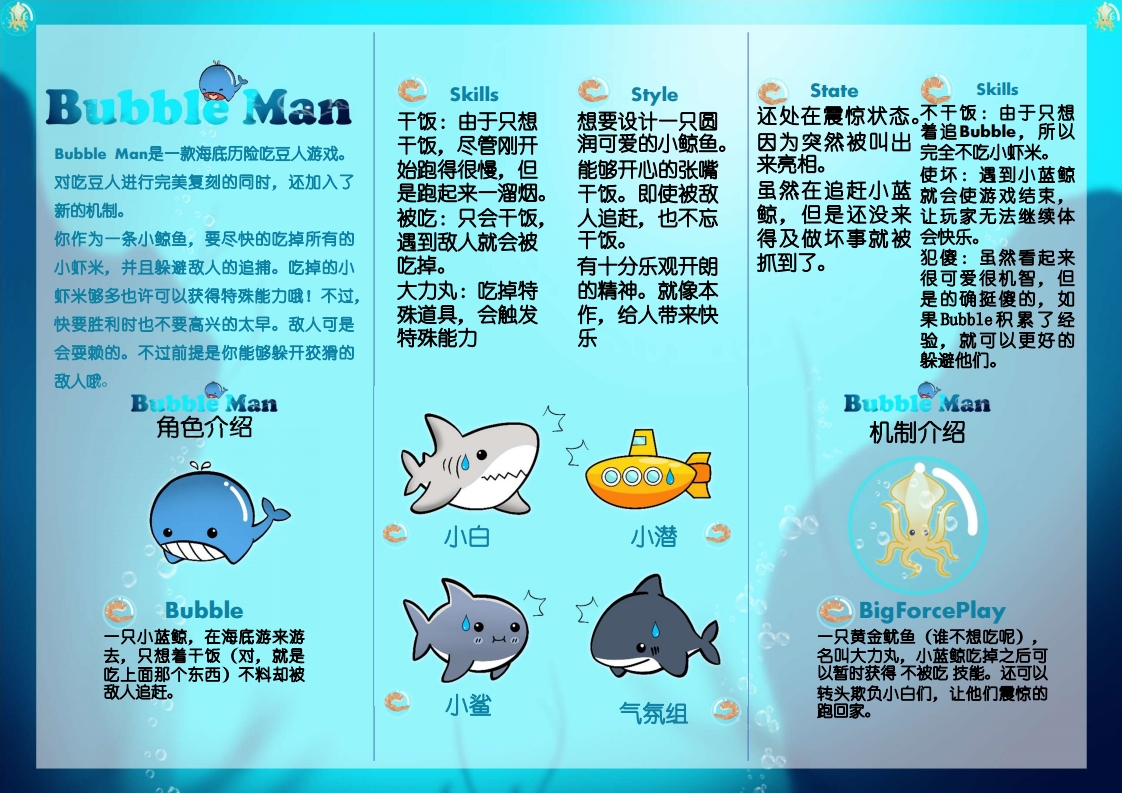 Bubble Man
Bubble Man是一款海底历险吃豆人游戏。
对吃豆人进行完美复刻的同时，还加入了
新的机制。
你作为一条小鲸鱼，要尽快的吃掉所有的
小虾米，并且躲避敌人的追捕。吃掉的小
虾米够多也许可以获得特殊能力哦！不过，
快要胜利时也不要高兴的太早。敌人可是
会耍赖的。不过前提是你能够躲开狡猾的
敌人哦。
Bubble Man
角色介绍
Bubble
一只小蓝鲸，在海底游来游
去，只想着干饭（对，就是
吃上面那个东西）不料却被
敌人追赶。
Skills
干饭：由于只想
干饭，尽管刚开
始跑得很慢，但
是跑起来一溜烟。
被吃：只会干饭，
遇到敌人就会被
吃掉。
大力丸：吃掉特
殊道具，会触发
特殊能力
Style
想要设计一只圆
润可爱的小鲸鱼。
能够开心的张嘴
干饭。即使被敌
人追赶，也不忘
干饭。
有十分乐观开朗
的精神。就像本
作，给人带来快
乐
小白
小潜
小鲨
气氛组
State
还处在震惊状态。
因为突然被叫出
来亮相。
虽然在追赶小蓝
鲸，但是还没来
得及做坏事就被
抓到了。
Skills
不干饭：由于只想
着追Bubble，所以
完全不吃小虾米。
使坏：遇到小蓝鲸
就会使游戏结束，
让玩家无法继续体
会快乐。
犯傻：虽然看起来
很可爱很机智，但
是的确挺傻的，如
果Bubble积累了经
验，就可以更好的
躲避他们。
Bubble Man
机制介绍
BigForcePlay
一只黄金鱿鱼（谁不想吃呢），
名叫大力丸，小蓝鲸吃掉之后可
以暂时获得 不被吃 技能。还可以
转头欺负小白们，让他们震惊的
跑回家。